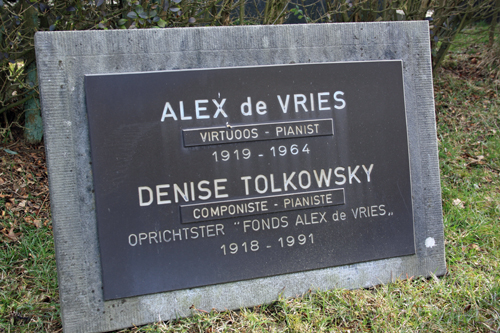 ALEX de VRIES
VIRTUOOS - PIANIST
1919 - 1964
DENISE TOLKOWSKY
COMPONISTE - PIANISTE
OPRICHTSTER "FONDS ALEX de VRIES„
1918 - 1991